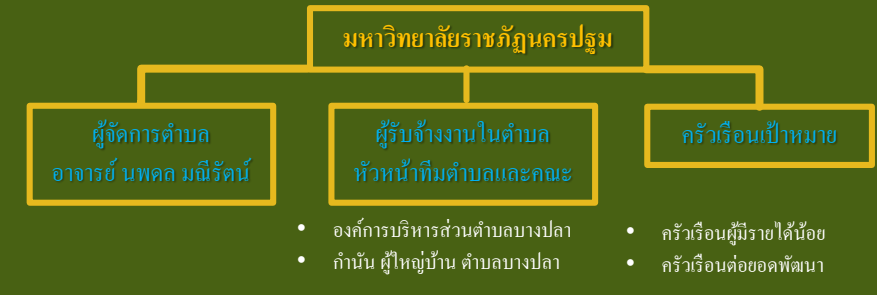 มหาวิทยาลัยราชภัฏนครปฐม
ผู้จัดการตำบล
อาจารย์ นพดล มณีรัตน์
ผู้รับจ้างงานในตำบล
หัวหน้าทีมตำบลและคณะ
ครัวเรือนเป้าหมาย
• องค์การบริหารส่วนตำบลบางปลา
• กำนัน ผู้ใหญ่บ้าน ตำบลบางปลา
• ครัวเรือนผู้มีรายได้น้อย
• ครัวเรือนต่อยอดพัฒนา